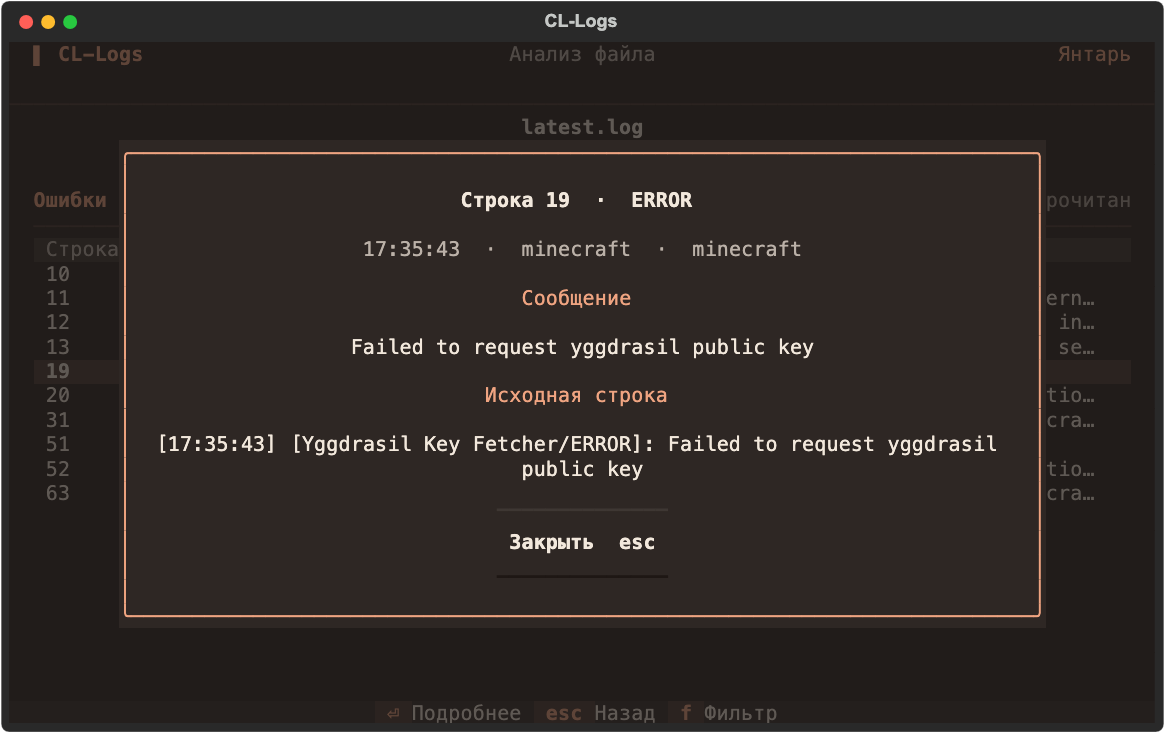 CL-Logs
CL-Logs Анализ файла Янтарь
latest.log
Строка 19 · ERROR
Ошибки
17:35:43 · minecraft · minecraft
Строка
10
Сообщение
11 ern…
12 in…
13 Failed to request yggdrasil public key se…
19
20 Исходная строка tio…
31 cra…
51 [17:35:43] [Yggdrasil Key Fetcher/ERROR]: Failed to request yggdrasil
52 public key tio…
63 cra…
Закрыть esc
⏎ Подробнее esc Назад f Фильтр